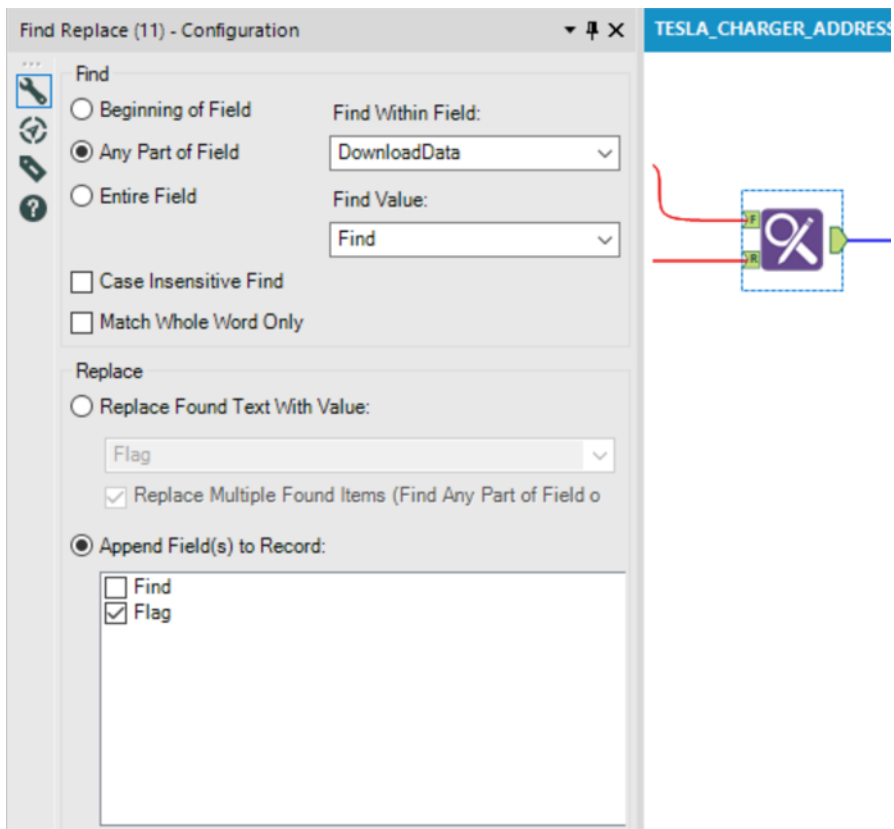 Find Replace (11) - Configuration
TESLA_CHARGER_ADDRESS
Find
Beginning of Field
Find Within Field:
Any Part of Field
DownloadData
Entire Field
Find Value:
Find
Case Insensitive Find
Match Whole Word Only
Replace
Replace Found Text With Value:
Flag
Replace Multiple Found Items (Find Any Part of Field o
Append Field(s) to Record:
Find
Flag
F
R